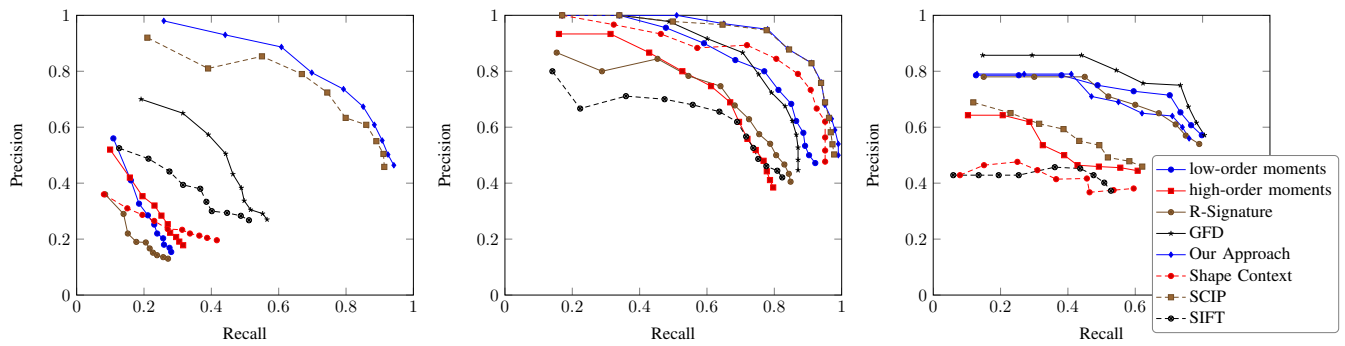 1
0.8
0.6
0.4
0.2
0
0 0.2 0.4 0.6 0.8 1
Precision
Recall
1
0.8
0.6
0.4
0.2
0
0 0.2 0.4 0.6 0.8 1
Precision
Recall
1
0.8
0.6
0.4
0.2
0
0 0.2 0.4 0.6
Precision
Recall
low-order moments
high-order moments
R-Signature
GFD
Our Approach
Shape Context
SCIP
SIFT